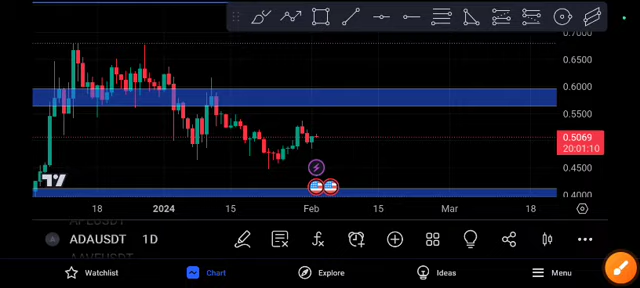 0.7000
0.6500
0.6000
0.5500
0.5069
20:01:10
0.4500
0.4000
18
2024
15
Feb
15
Mar
18
ADAUSDT 1D
Watchlist
Chart
Explore
Ideas
Menu